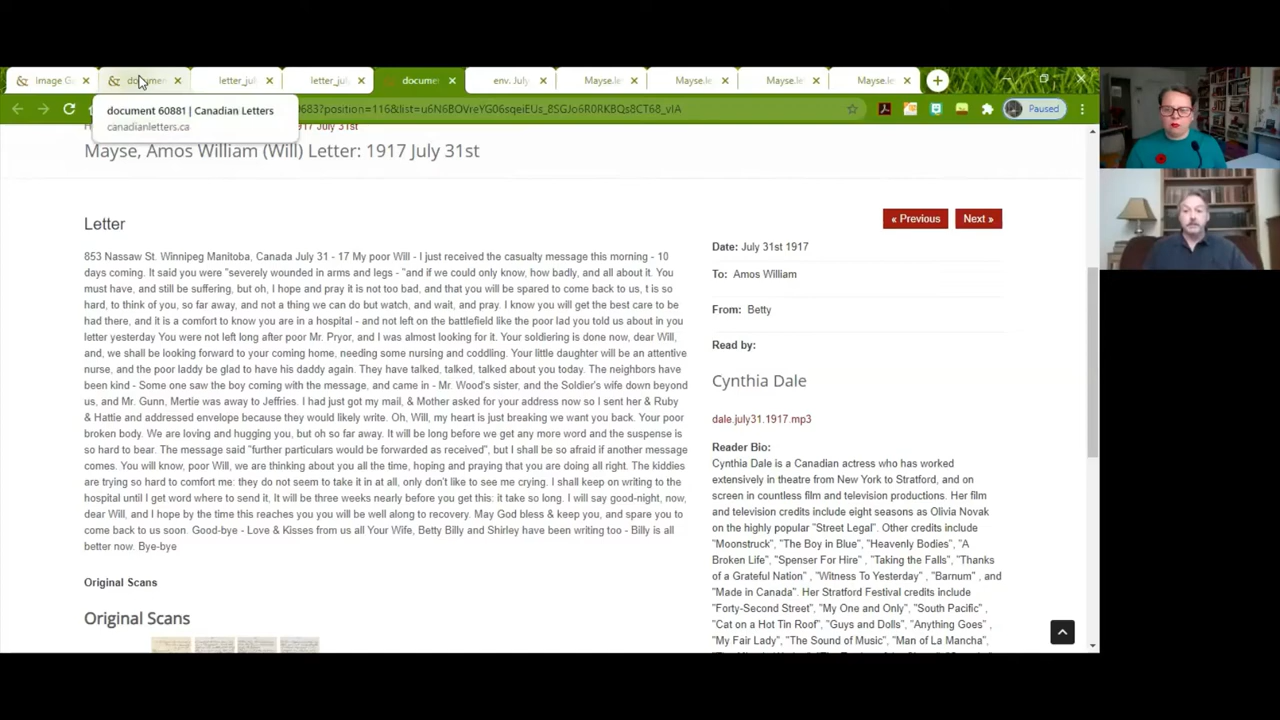 Image G
documen
letter_jul
letter_july
docume
env. July
Mayse.le
Mayse.le
Mayse.let
Mayse.let
document 60881 | Canadian Letters
canadianletters.ca
683?position=116&list=u6N6BOVreYG06sqeiEUs_8SGJo6R0RK8Qs8CT68_vIA
Paused
1917 July 31st
Mayse, Amos William (Will) Letter: 1917 July 31st
Letter
« Previous
Next »
853 Nassaw St. Winnipeg Manitoba, Canada July 31 - 17 My poor Will - I just received the casualty message this morning - 10
days coming. It said you were "severely wounded in arms and legs - "and if we could only know, how badly, and all about it. You
must have, and still be suffering, but oh, I hope and pray it is not too bad, and that you will be spared to come back to us, t is so
hard, to think of you, so far away, and not a thing we can do but watch, and wait, and pray. I know you will get the best care to be
had there, and it is a comfort to know you are in a hospital - and not left on the battlefield like the poor lad you told us about in you
letter yesterday You were not left long after poor Mr. Pryor, and I was almost looking for it. Your soldiering is done now, dear Will,
and, we shall be looking forward to your coming home, needing some nursing and coddling. Your little daughter will be an attentive
nurse, and the poor laddy be glad to have his daddy again. They have talked, talked, talked about you today. The neighbors have
been kind - Some one saw the boy coming with the message, and came in - Mr. Wood's sister, and the Soldier's wife down beyond
us, and Mr. Gunn, Mertie was away to Jeffries. I had just got my mail, & Mother asked for your address now so I sent her & Ruby
& Hattie and addressed envelope because they would likely write. Oh, Will, my heart is just breaking we want you back. Your poor
broken body. We are loving and hugging you, but oh so far away. It will be long before we get any more word and the suspense is
so hard to bear. The message said "further particulars would be forwarded as received", but I shall be so afraid if another message
comes. You will know, poor Will, we are thinking about you all the time, hoping and praying that you are doing all right. The kiddies
are trying so hard to comfort me: they do not seem to take it in at all, only don't like to see me crying. I shall keep on writing to the
hospital until I get word where to send it, It will be three weeks nearly before you get this: it take so long. I will say good-night, now,
dear Will, and I hope by the time this reaches you you will be well along to recovery. May God bless & keep you, and spare you to
come back to us soon. Good-bye - Love & Kisses from us all Your Wife, Betty Billy and Shirley have been writing too - Billy is all
better now. Bye-bye
Original Scans
Original Scans
Date: July 31st 1917
To: Amos William
From: Betty
Read by:
Cynthia Dale
dale.july31.1917.mp3
Reader Bio:
Cynthia Dale is a Canadian actress who has worked
extensively in theatre from New York to Stratford, and on
screen in countless film and television productions. Her film
and television credits include eight seasons as Olivia Novak
on the highly popular "Street Legal". Other credits include
"Moonstruck", "The Boy in Blue", "Heavenly Bodies", "A
Broken Life", "Spenser For Hire", "Taking the Falls", "Thanks
of a Grateful Nation" , "Witness To Yesterday" , "Barnum" , and
"Made in Canada". Her Stratford Festival credits include
"Forty-Second Street", "My One and Only", "South Pacific" ,
"Cat on a Hot Tin Roof", "Guys and Dolls", "Anything Goes" ,
"My Fair Lady", "The Sound of Music", "Man of La Mancha",